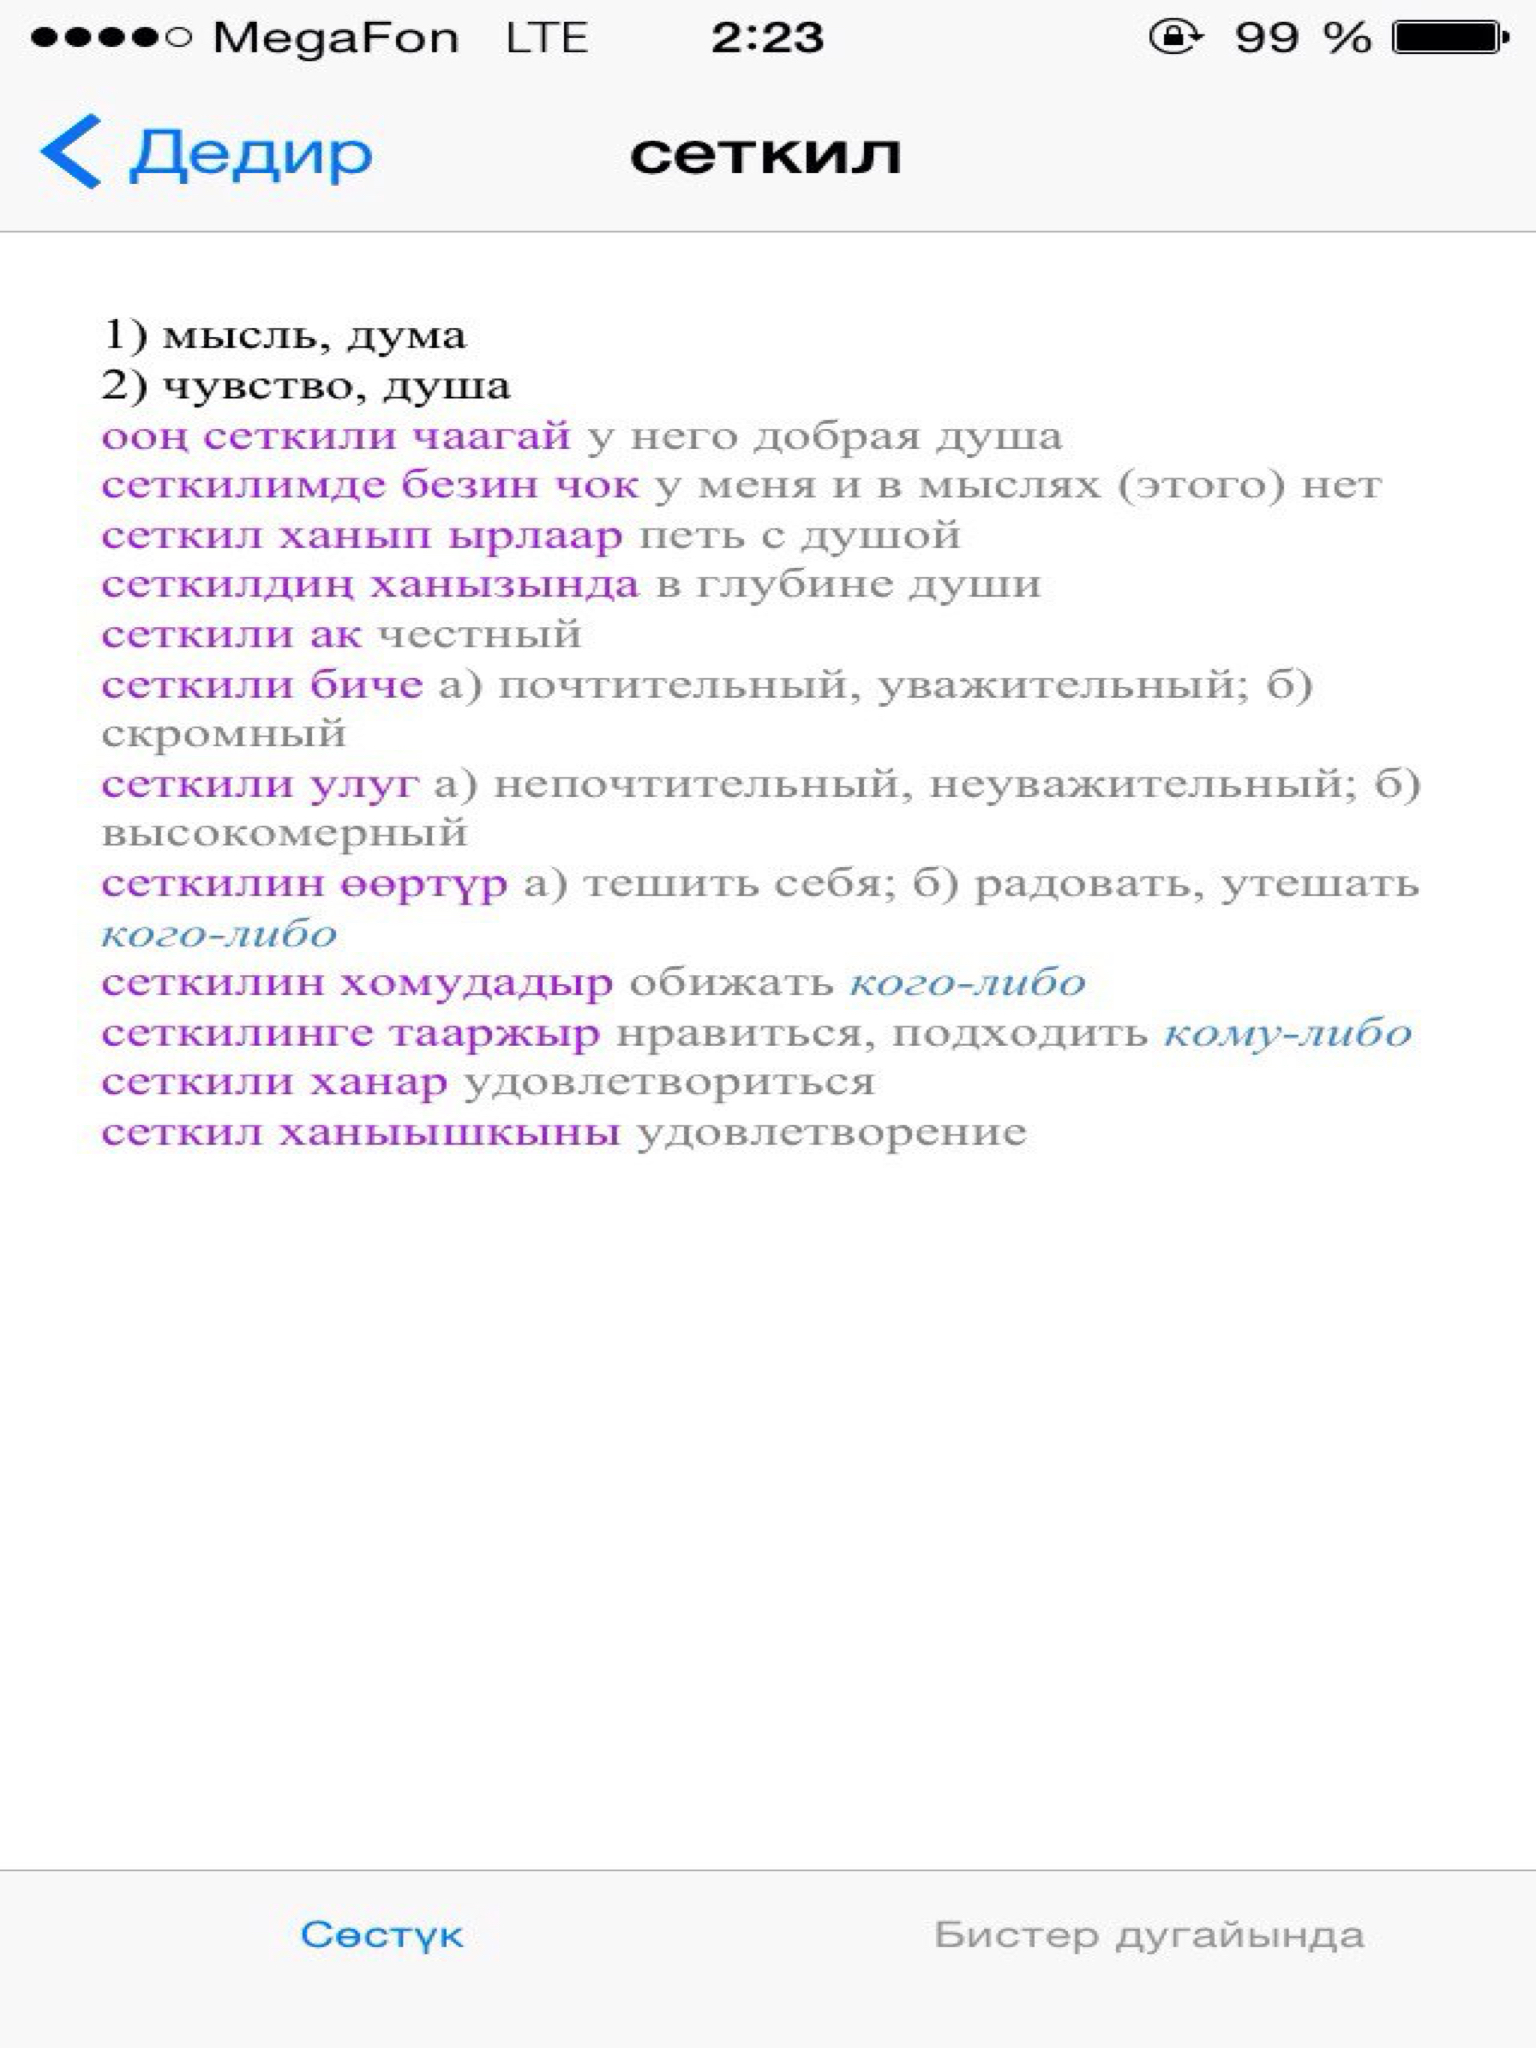 MegaFon LTE 2:23 99 %
Дедир сеткил
1) мысль, дума
2) чувство, душа
ооң сеткили чаагай у него добрая душа
сеткилимде безин чок у меня и в мыслях (этого) нет
сеткил ханып ырлаар петь с душой
сеткилдиң ханызында в глубине души
сеткили ак честный
сеткили биче а) почтительный, уважительный; б)
скромный
сеткили улуг а) непочтительный, неуважительный; б)
высокомерный
сеткилин өөртүр а) тешить себя; б) радовать, утешать
кого-либо
сеткилин хомудадыр обижать кого-либо
сеткилинге тааржыр нравиться, подходить кому-либо
сеткили ханар удовлетвориться
сеткил ханыышкыны удовлетворение
Сөстүк Бистер дугайында